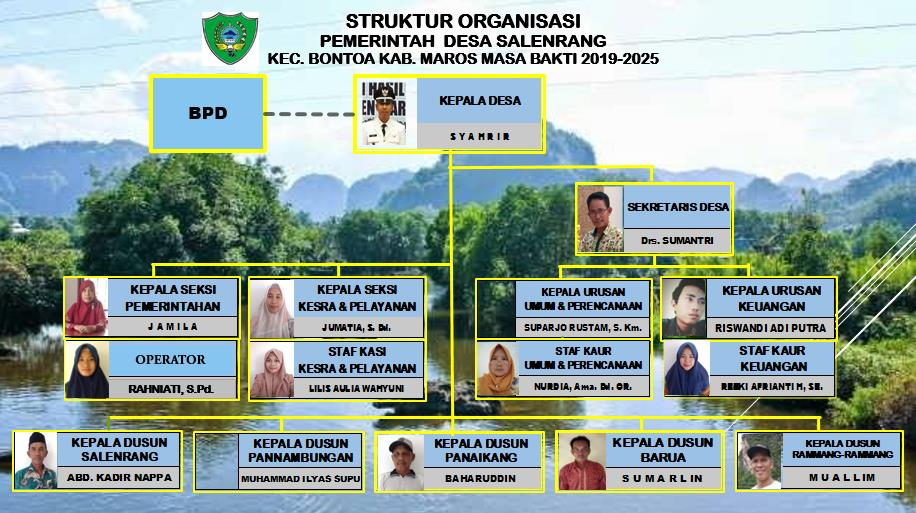 STRUKTUR ORGANISASI
PEMERINTAH DESA SALENRANG
KEC. BONTOA KAB. MAROS MASA BAKTI 2019-2025
BPD
KEPALA DESA
SYAHRIR
SEKRETARIS DESA
Drs. SUMANTRI
KEPALA SEKSI
PEMERINTAHAN
JAMILA
KEPALA SEKSI
KESRA & PELAYANAN
JUMATIA, S. Pd.
KEPALA URUSAN
UMUM & PERENCANAAN
SUPARJO RUSTAM, S. Km.
KEPALA URUSAN
KEUANGAN
RISWANDI ADI PUTRA
OPERATOR
RAHNIATI, S.Pd.
STAF KASI
KESRA & PELAYANAN
LILIS AULIA WAHYUNI
STAF KAUR
UMUM & PERENCANAAN
NURDIA, Ama. Pd. OR.
STAF KAUR
KEUANGAN
AFRIANTI H, SE.
KEPALA DUSUN
SALENRANG
ABD. KADIR NAPPA
KEPALA DUSUN
PANNAMBUNGAN
MUHAMMAD ILYAS SUPU
KEPALA DUSUN
PANAIKANG
BAHARUDDIN
KEPALA DUSUN
BARUA
SUMARLIN
KEPALA DUSUN
RAMMANG-RAMMANG
MUALLIM